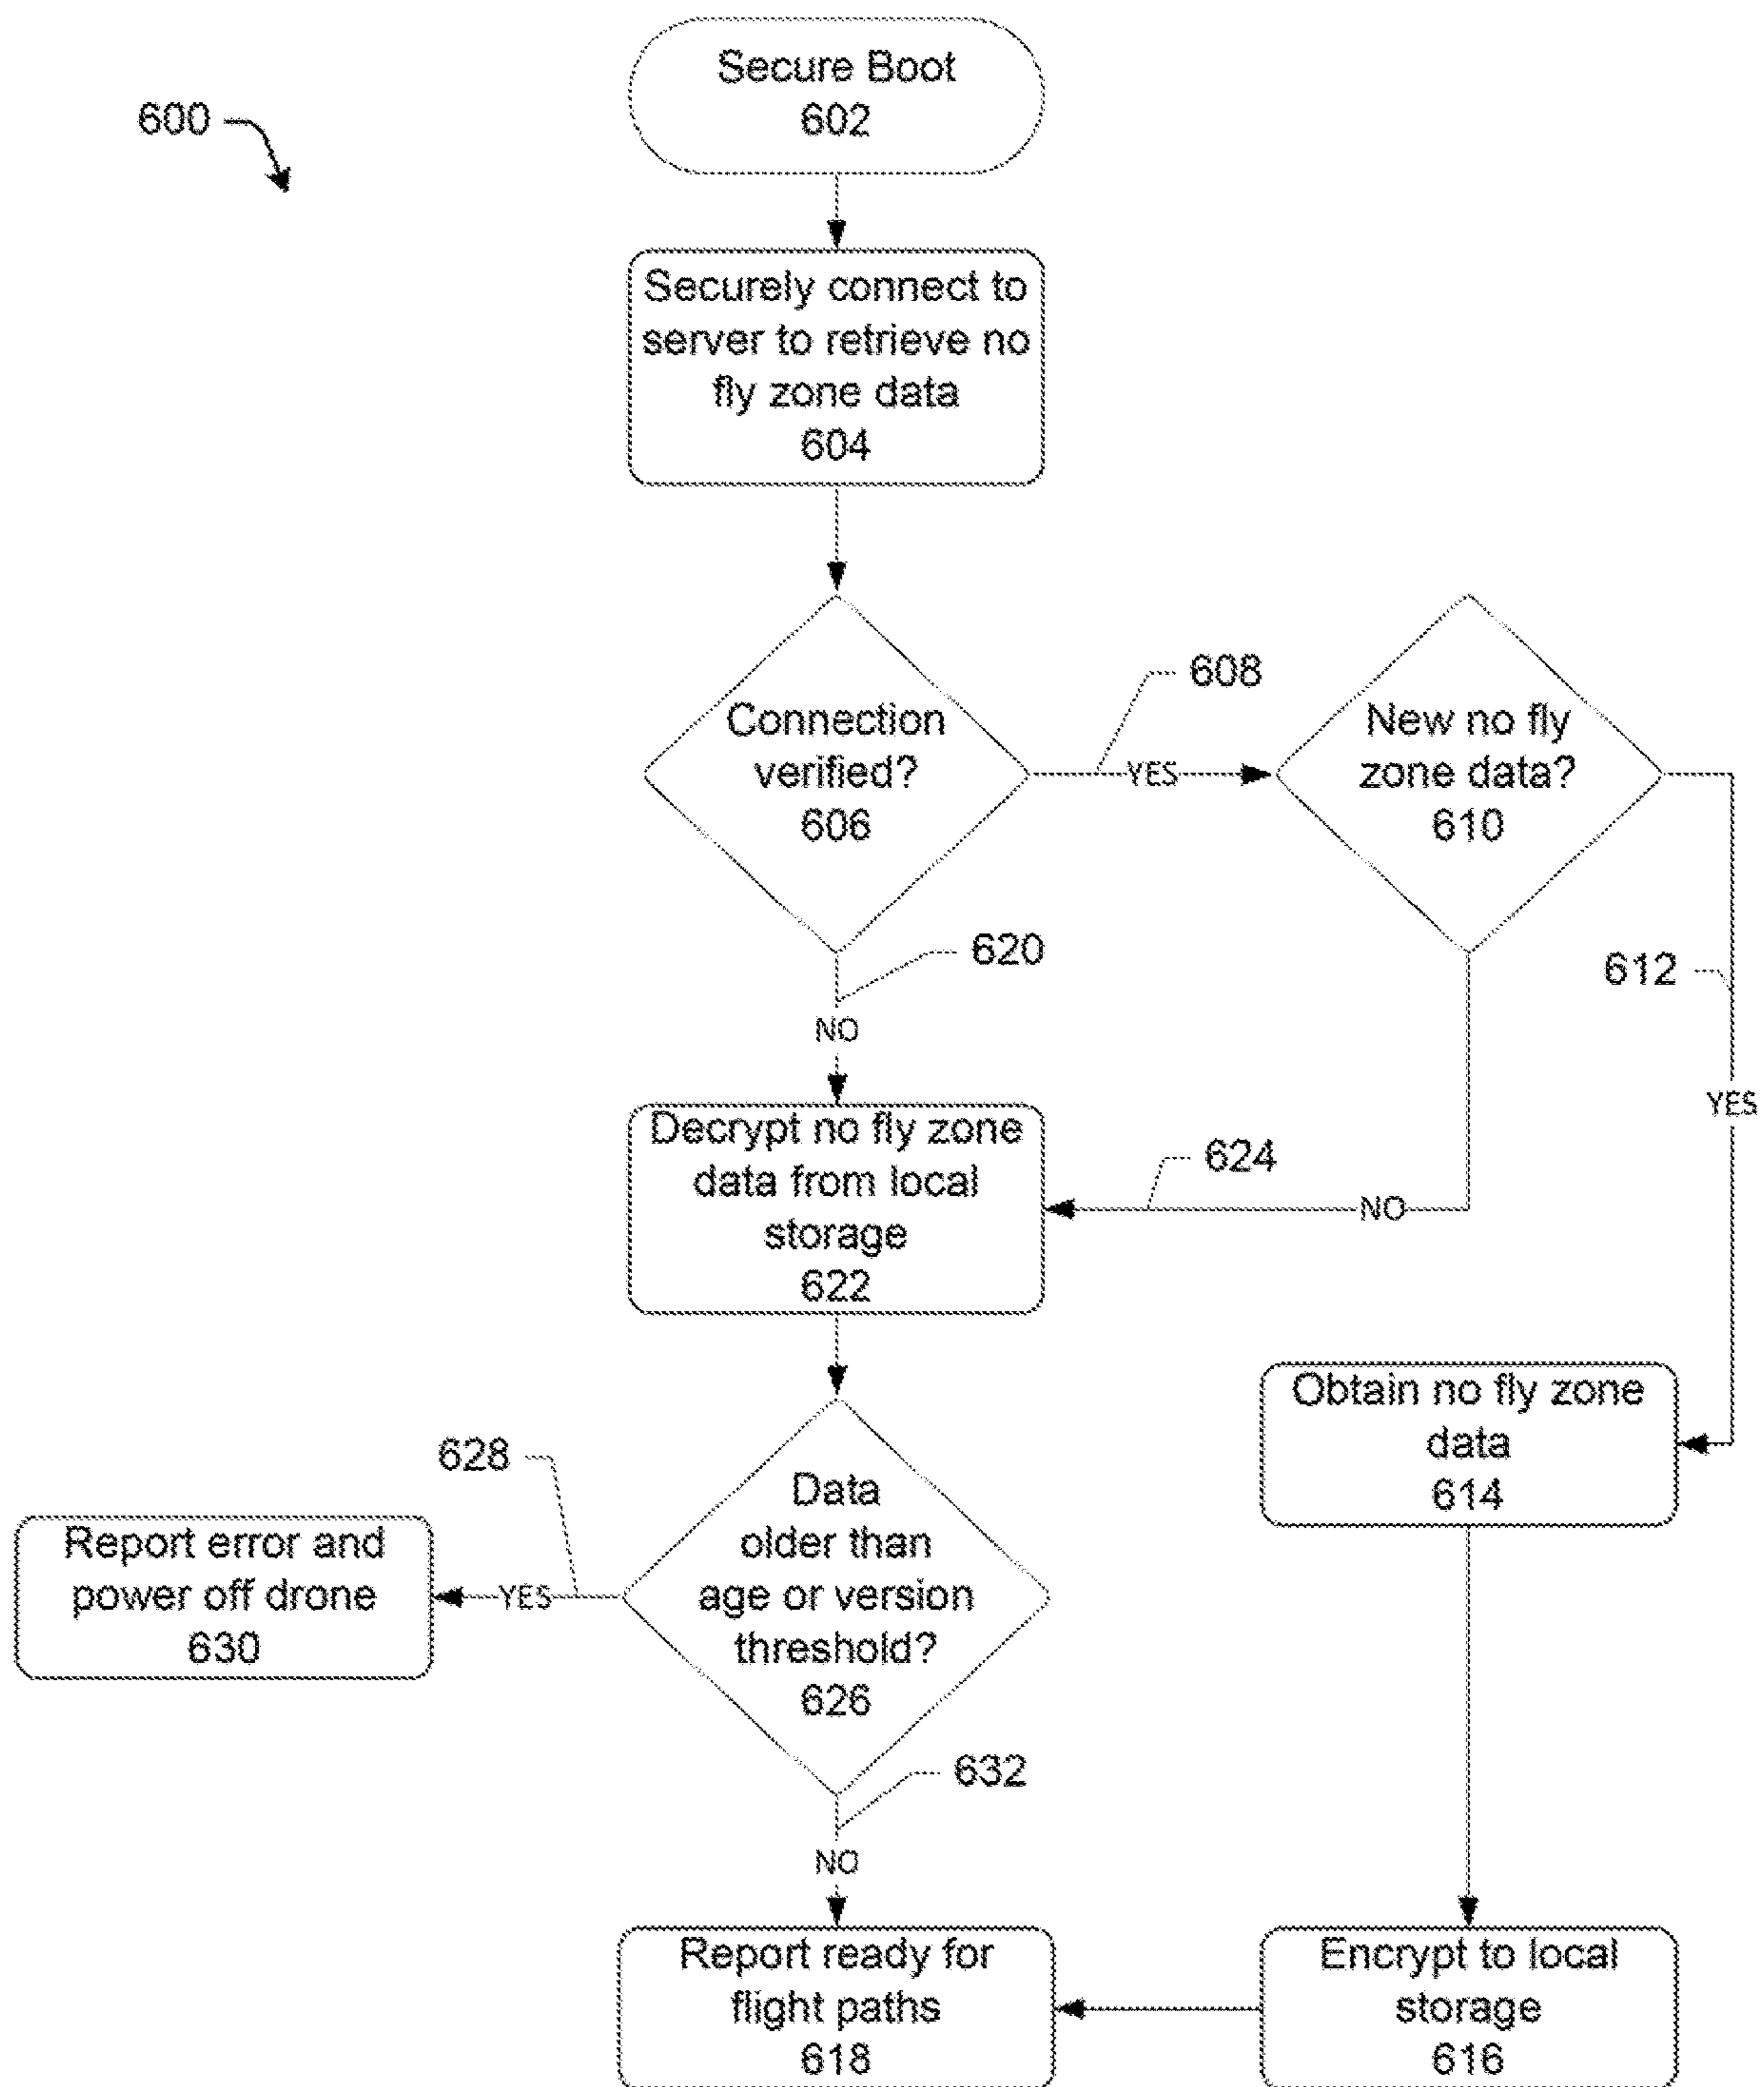 Secure Boot
602
600
Securely connect to
server to retrieve no
fly zone data
604
608
Connection
verified?
606
YES
New no fly
zone data?
610
620
612
NO
YES
Decrypt no fly zone
data from local
storage
622
624
NO
Obtain no fly zone
data
614
628
Data
older than
age or version
threshold?
626
YES
Report error and
power off drone
630
632
NO
Report ready for
flight paths
618
Encrypt to local
storage
616